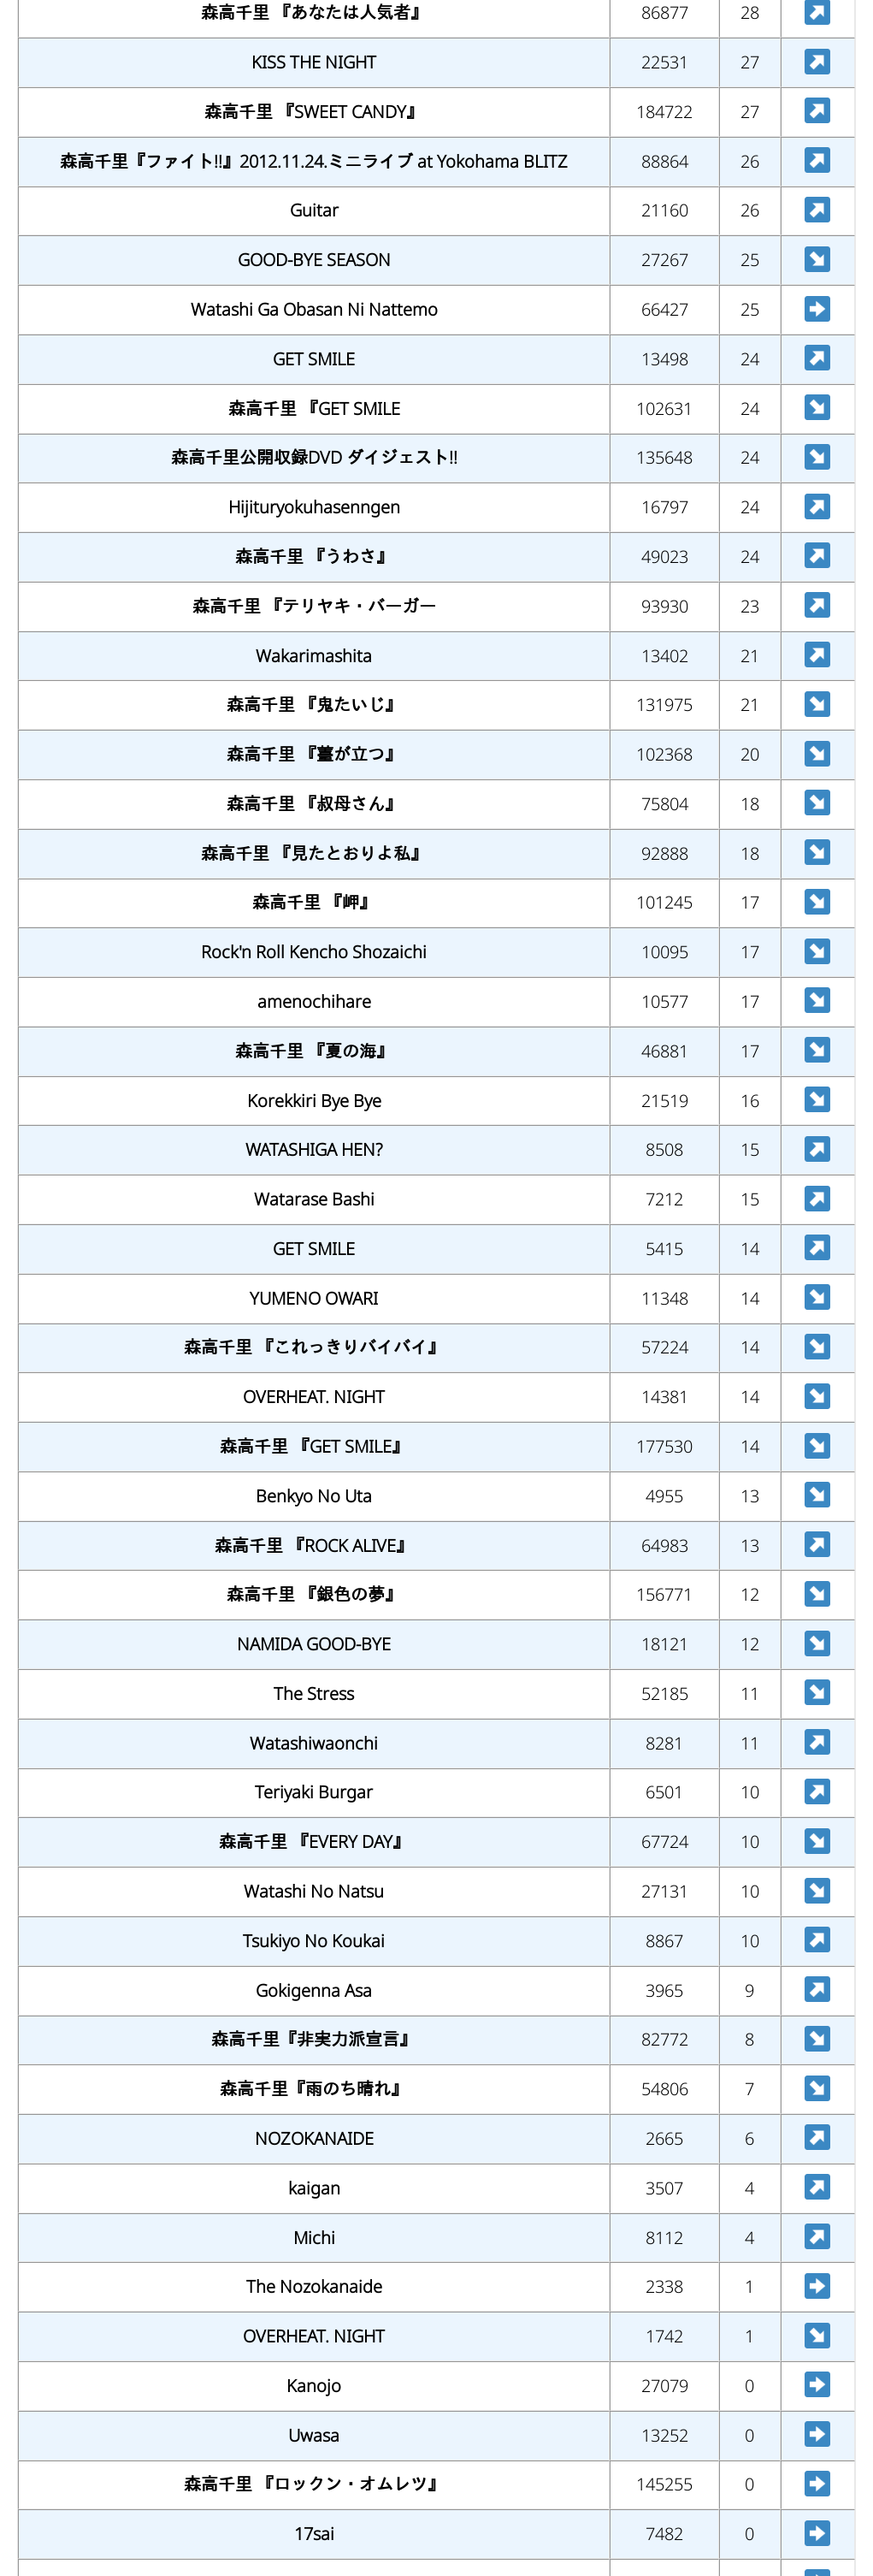 森高千里 『あなたは人気者』 86877 28
KISS THE NIGHT 22531 27
森高千里 『SWEET CANDY』 184722 27
森高千里『ファイト!!』2012.11.24.ミニライブ at Yokohama BLITZ 88864 26
Guitar 21160 26
GOOD-BYE SEASON 27267 25
Watashi Ga Obasan Ni Nattemo 66427 25
GET SMILE 13498 24
森高千里 『GET SMILE 102631 24
森高千里公開収録DVD ダイジェスト!! 135648 24
Hijituryokuhasenngen 16797 24
森高千里 『うわさ』 49023 24
森高千里 『テリヤキ・バーガー 93930 23
Wakarimashita 13402 21
森高千里 『鬼たいじ』 131975 21
森高千里 『薹が立つ』 102368 20
森高千里 『叔母さん』 75804 18
森高千里 『見たとおりよ私』 92888 18
森高千里 『岬』 101245 17
Rock'n Roll Kencho Shozaichi 10095 17
amenochihare 10577 17
森高千里 『夏の海』 46881 17
Korekkiri Bye Bye 21519 16
WATASHIGA HEN? 8508 15
Watarase Bashi 7212 15
GET SMILE 5415 14
YUMENO OWARI 11348 14
森高千里 『これっきりバイバイ』 57224 14
OVERHEAT. NIGHT 14381 14
森高千里 『GET SMILE』 177530 14
Benkyo No Uta 4955 13
森高千里 『ROCK ALIVE』 64983 13
森高千里 『銀色の夢』 156771 12
NAMIDA GOOD-BYE 18121 12
The Stress 52185 11
Watashiwaonchi 8281 11
Teriyaki Burgar 6501 10
森高千里 『EVERY DAY』 67724 10
Watashi No Natsu 27131 10
Tsukiyo No Koukai 8867 10
Gokigenna Asa 3965 9
森高千里『非実力派宣言』 82772 8
森高千里『雨のち晴れ』 54806 7
NOZOKANAIDE 2665 6
kaigan 3507 4
Michi 8112 4
The Nozokanaide 2338 1
OVERHEAT. NIGHT 1742 1
Kanojo 27079 0
Uwasa 13252 0
森高千里 『ロックン・オムレツ』 145255 0
17sai 7482 0